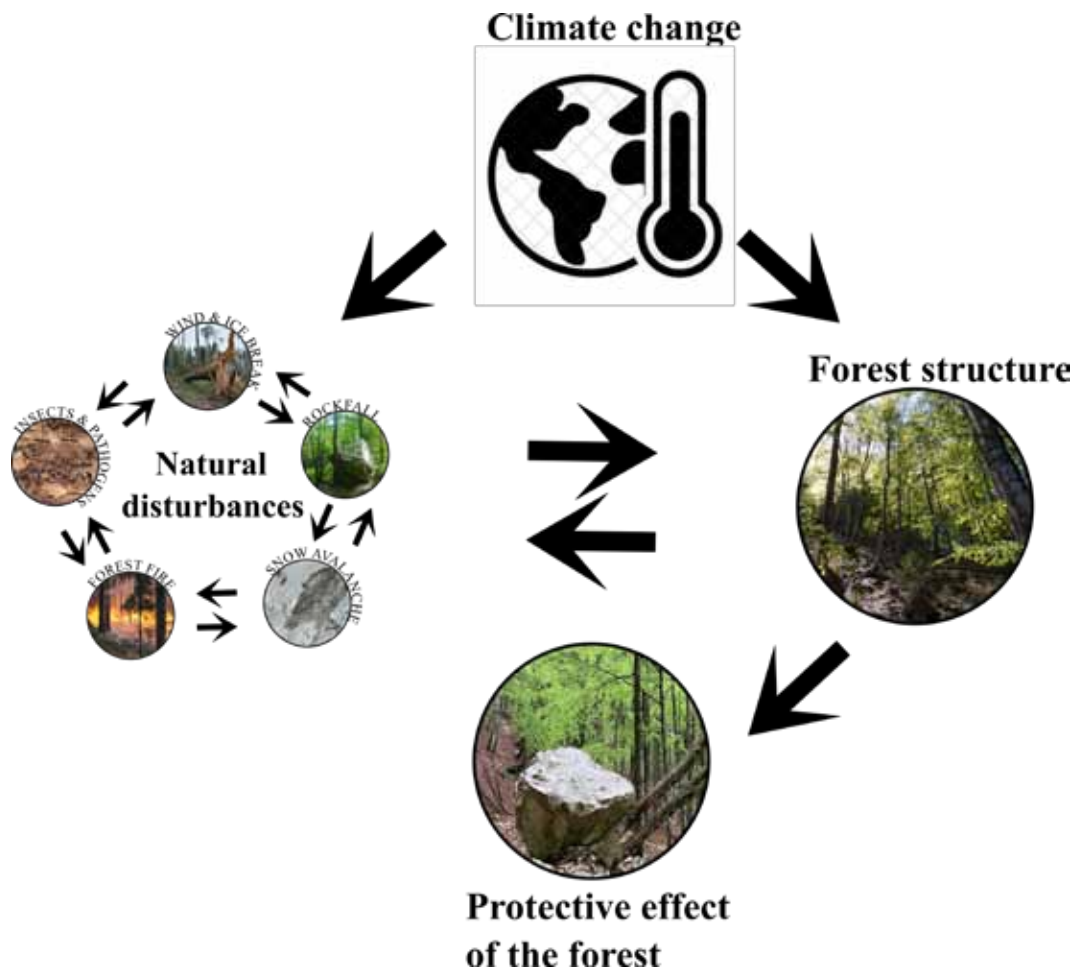 Climate change
WIND & ICE BREAK
INSECTS & PATHOGENS
ROCKFALL
Natural
disturbances
FOREST FIRE
SNOW AVALANCHE
Forest structure
Protective effect
of the forest